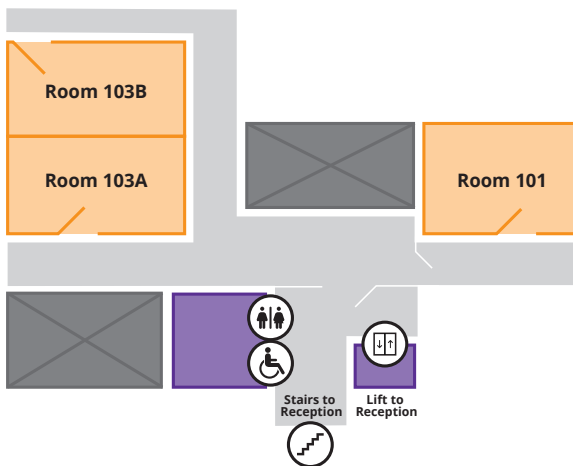 Room 103B
Room 103A
Room 101
Stairs to
Reception
Lift to
Reception